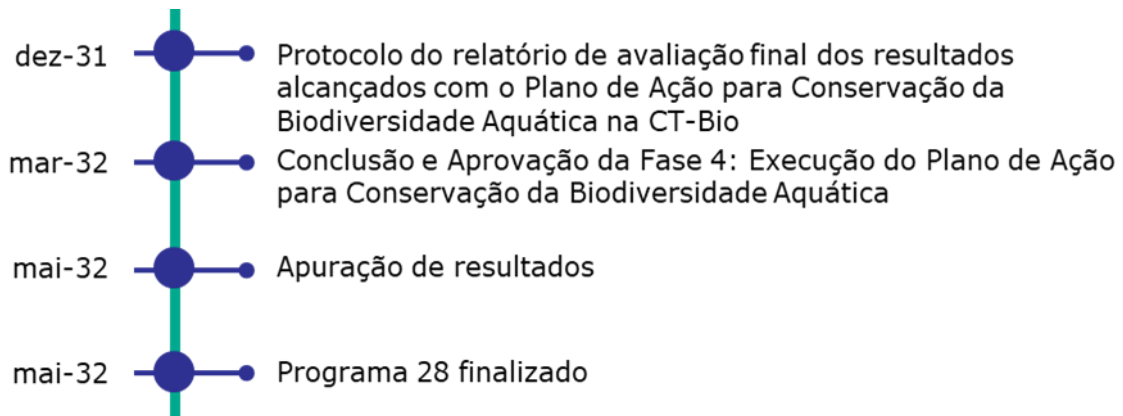 dez-31
Protocolo do relatório de avaliação final dos resultados
alcançados com o Plano de Ação para Conservação da
Biodiversidade Aquática na CT-Bio
mar-32
Conclusão e Aprovação da Fase 4: Execução do Plano de Ação
para Conservação da Biodiversidade Aquática
mai-32
Apuração de resultados
mai-32
Programa 28 finalizado